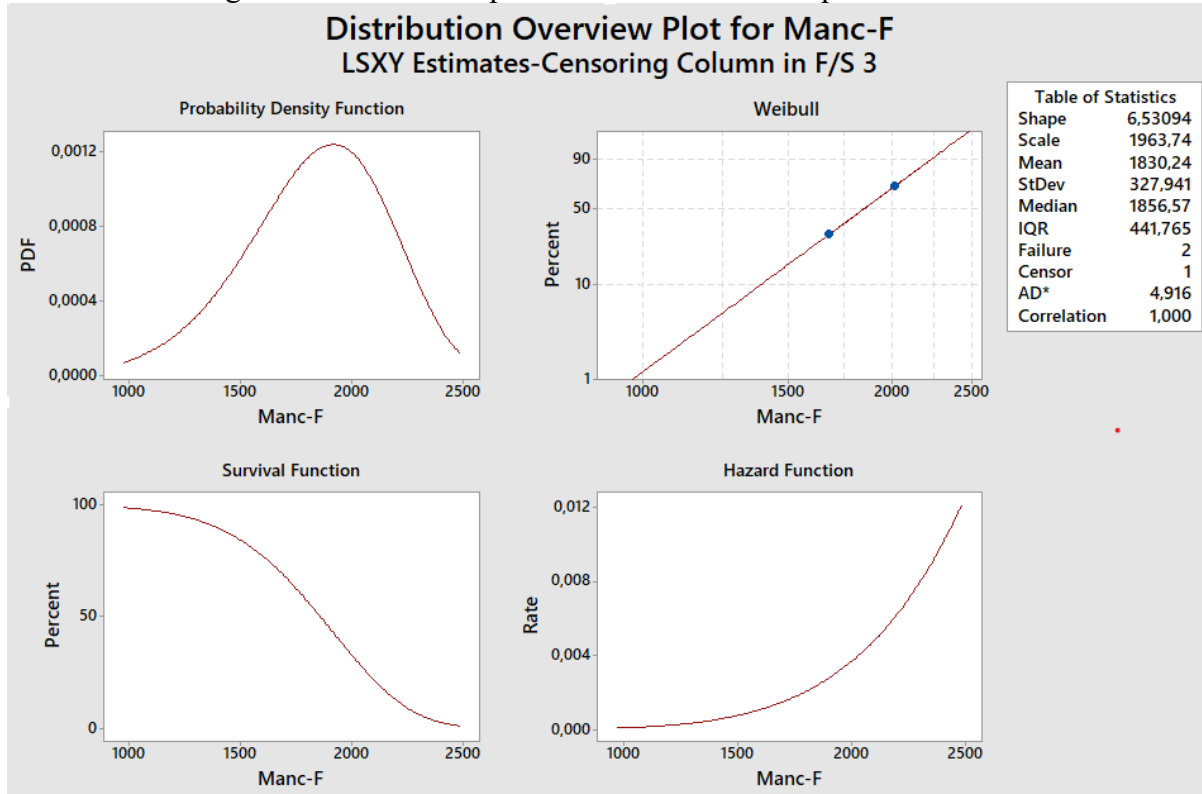 Distribution Overview Plot for Manc-F
LSXY Estimates-Censoring Column in F/S 3
Probability Density Function
0,0012
0,0008
0,0004
0,0000
PDF
1000 1500 2000 2500
Manc-F
Weibull
90
50
10
1
Percent
1000 1500 2000 2500
Manc-F
Table of Statistics
Shape 6,53094
Scale 1963,74
Mean 1830,24
StDev 327,941
Median 1856,57
IQR 441,765
Failure 2
Censor 1
AD* 4,916
Correlation 1,000
Survival Function
100
50
0
Percent
1000 1500 2000 2500
Manc-F
Hazard Function
0,012
0,008
0,004
0,000
Rate
1000 1500 2000 2500
Manc-F